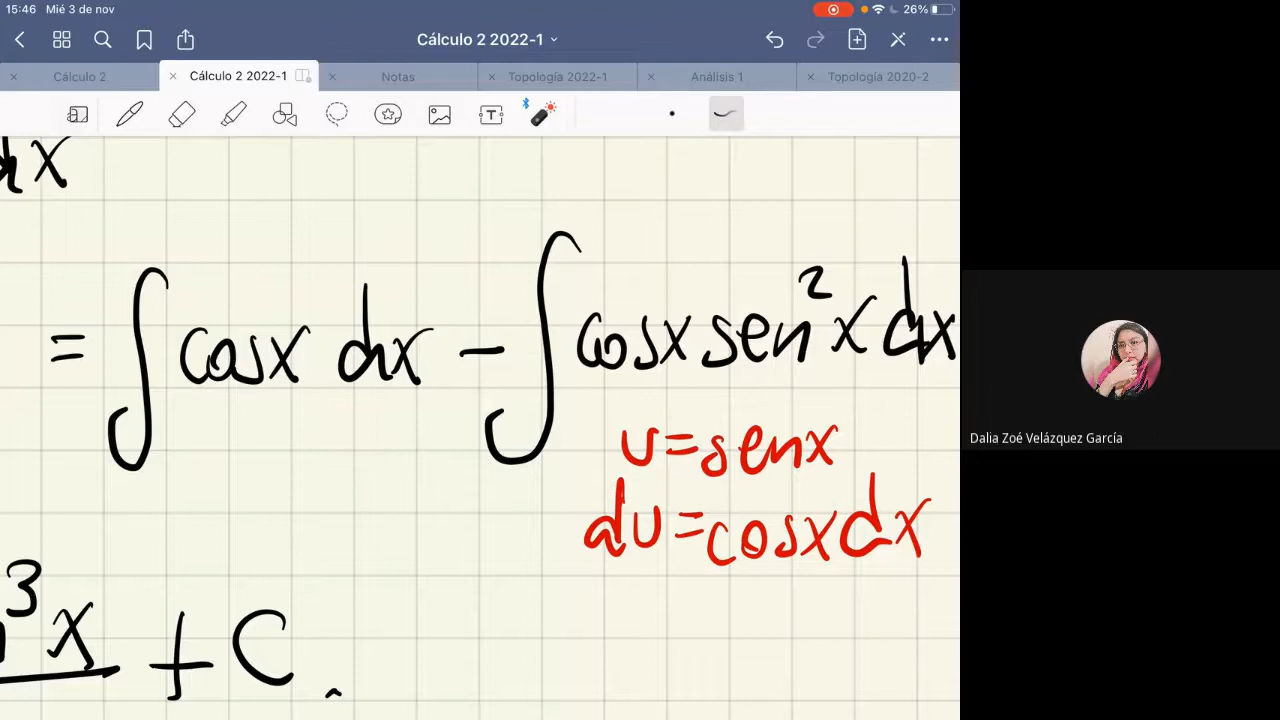 15:46 Mié 3 de nov
26%
Cálculo 2 2022-1
Cálculo 2
Cálculo 2 2022-1
Notas
Topología 2022-1
Análisis 1
Topología 2020-2
T
dx
= ∫ cosx dx - ∫ cosx sen²x dx
u=senx
du=cosxdx
³x + C.
Dalia Zoé Velázquez García